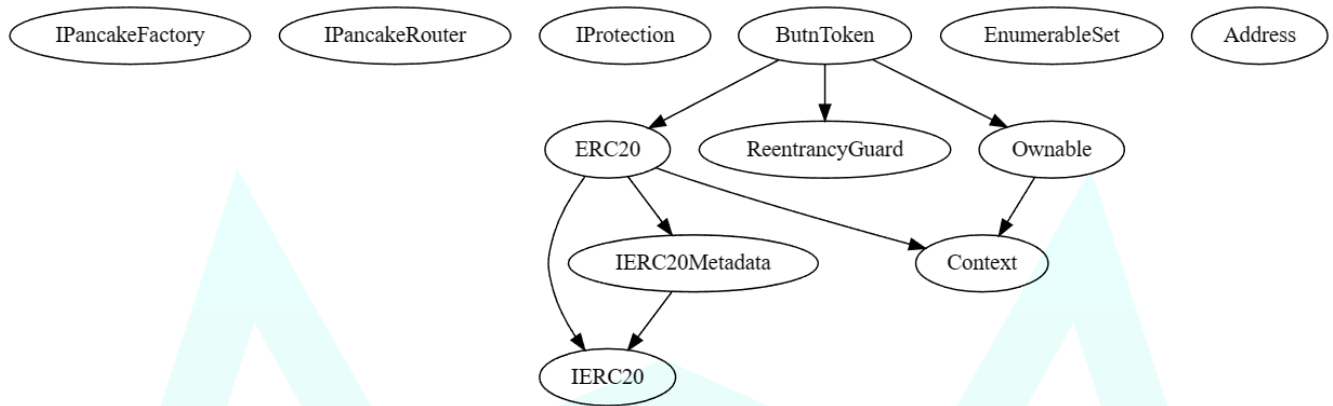 IPancakeFactory
IPancakeRouter
IProtection
ButnToken
EnumerableSet
Address
ERC20
ReentrancyGuard
Ownable
IERC20Metadata
Context
IERC20